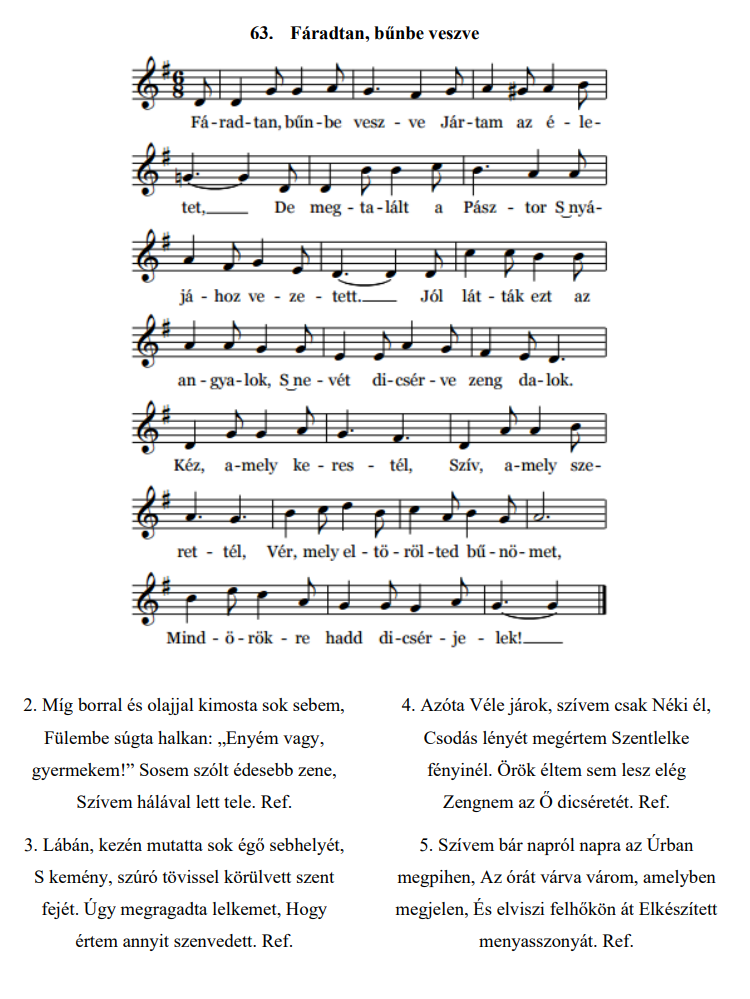 63. Fáradtan, bűnbe veszve
6
8
Fá-rad-tan, bűn-be vesz - ve Jár-tam az é - le-
tet, De meg - ta-lált a Pász - tor S nyá-
já - hoz ve - ze - tett. Jól lát - ták ezt az
an - gya-lok, S ne - vét di-csér - ve zeng da-lok.
Kéz, a-mely ke - res - tél, Szív, a-mely sze-
ret - tél, Vér, mely el - tö - röl - ted bű - nö - met,
Mind - ö - rök - re hadd di-csér - je - lek!
2. Míg borral és olajjal kimosta sok sebem,
Fülembe súgta halkan: „Enyém vagy,
gyermekem!” Sosem szólt édesebb zene,
Szívem hálával lett tele. Ref.
3. Lábán, kezén mutatta sok égő sebhelyét,
S kemény, szúró tövissel körülvett szent
fejét. Úgy megragadta lelkemet, Hogy
értem annyit szenvedett. Ref.
4. Azóta Véle járok, szívem csak Néki él,
Csodás lényét megértem Szentlelke
fényinél. Örök éltem sem lesz elég
Zengnem az Ő dicséretét. Ref.
5. Szívem bár napról napra az Úrban
megpihen, Az órát várva várom, amelyben
megjelen, És elviszi felhőkön át Elkészített
menyasszonyát. Ref.